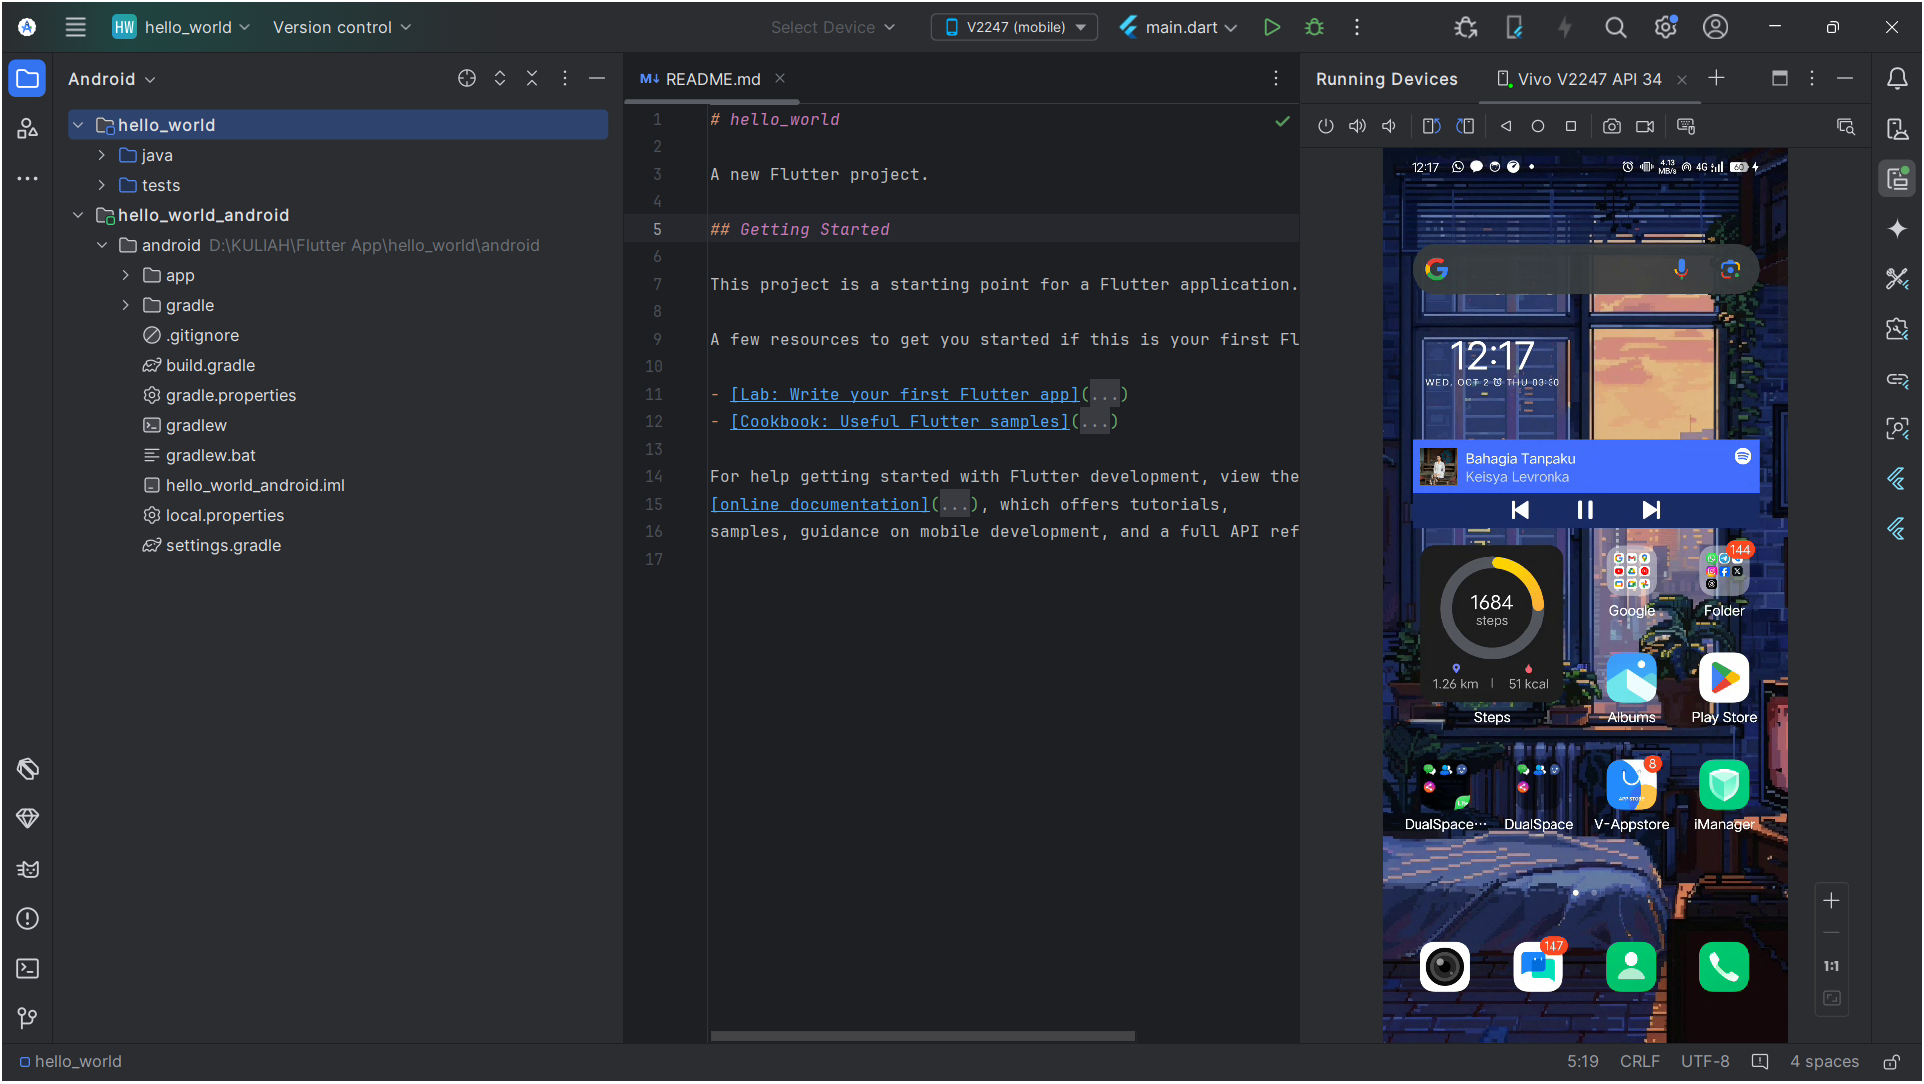 HW hello_world
Version control
Select Device
V2247 (mobile)
main.dart
Android
README.md
Running Devices
Vivo V2247 API 34
hello_world
java
tests
hello_world_android
android D:\KULIAH\Flutter App\hello_world\android
app
gradle
.gitignore
build.gradle
gradle.properties
gradlew
gradlew.bat
hello_world_android.iml
local.properties
settings.gradle
1 # hello_world
2
3 A new Flutter project.
4
5 ## Getting Started
6
7 This project is a starting point for a Flutter application.
8
9 A few resources to get you started if this is your first Fl
10
11 - [Lab: Write your first Flutter app](...)
12 - [Cookbook: Useful Flutter samples](...)
13
14 For help getting started with Flutter development, view the
15 [online documentation](...), which offers tutorials,
16 samples, guidance on mobile development, and a full API ref
17
12:17
4.13 MB/s
4G
60
12:17
WED, OCT 2 THU 03:30
Bahagia Tanpaku
Keisya Levronka
1684
steps
1.26 km | 51 kcal
Steps
Google
144
Folder
Albums
Play Store
DualSpace...
DualSpace
8
APP STORE
V-Appstore
iManager
147
1:1
hello_world
5:19
CRLF
UTF-8
4 spaces